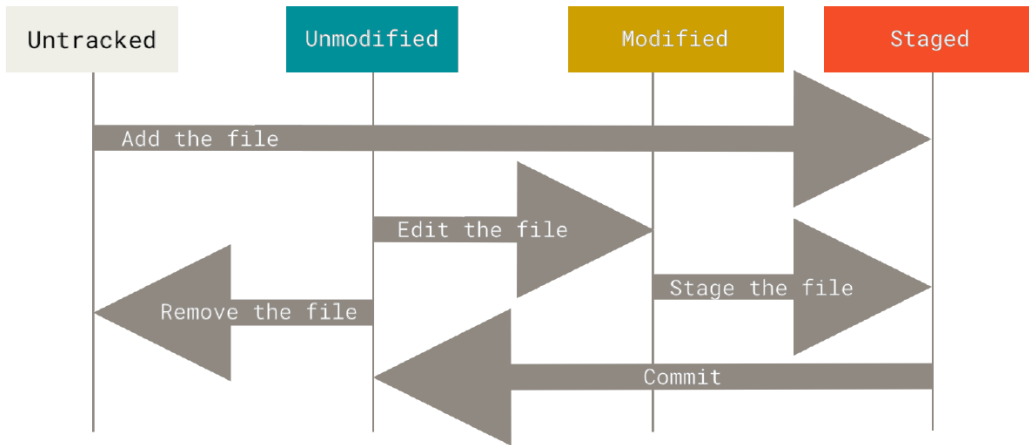 Untracked
Unmodified
Modified
Staged
Add the file
Edit the file
Stage the file
Remove the file
Commit